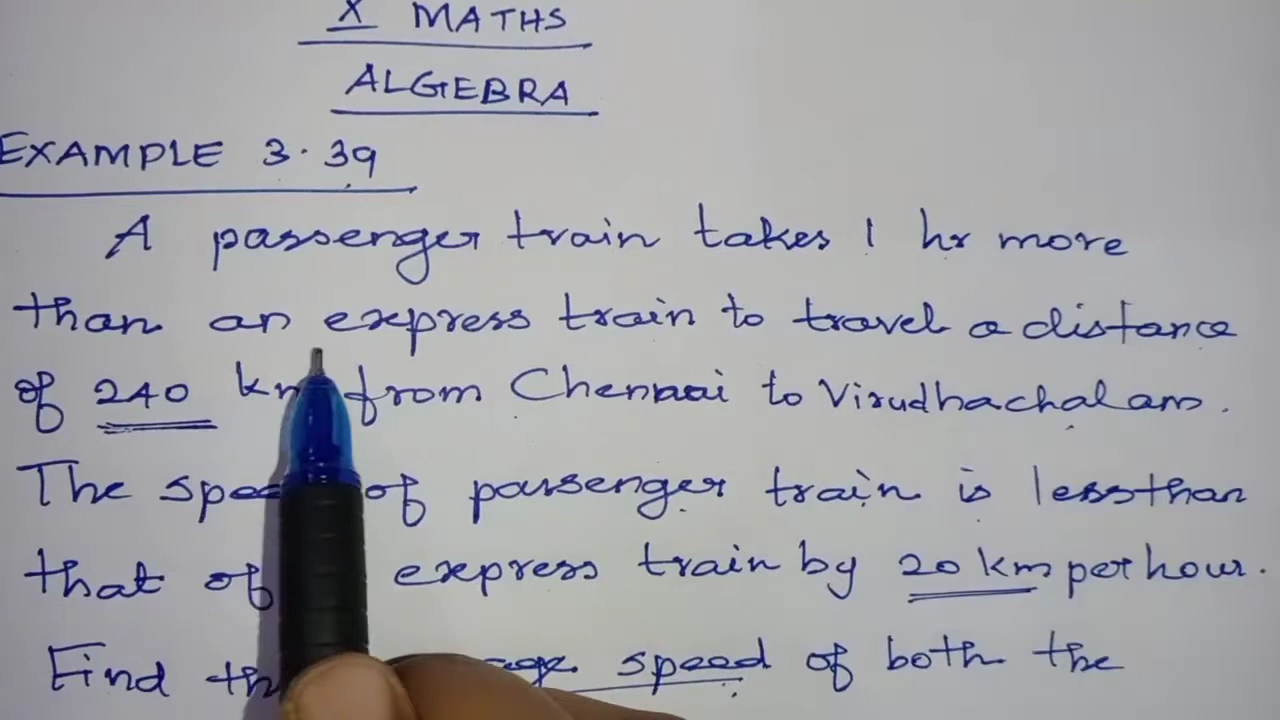 X MATHS
ALGEBRA
EXAMPLE 3.39
A passenger train takes 1 hr more
than an express train to travel a distance
of 240 km from Chennai to Virudhachalam.
The speed of passenger train is lessthan
that of express train by 20 km per hour.
Find speed of both the